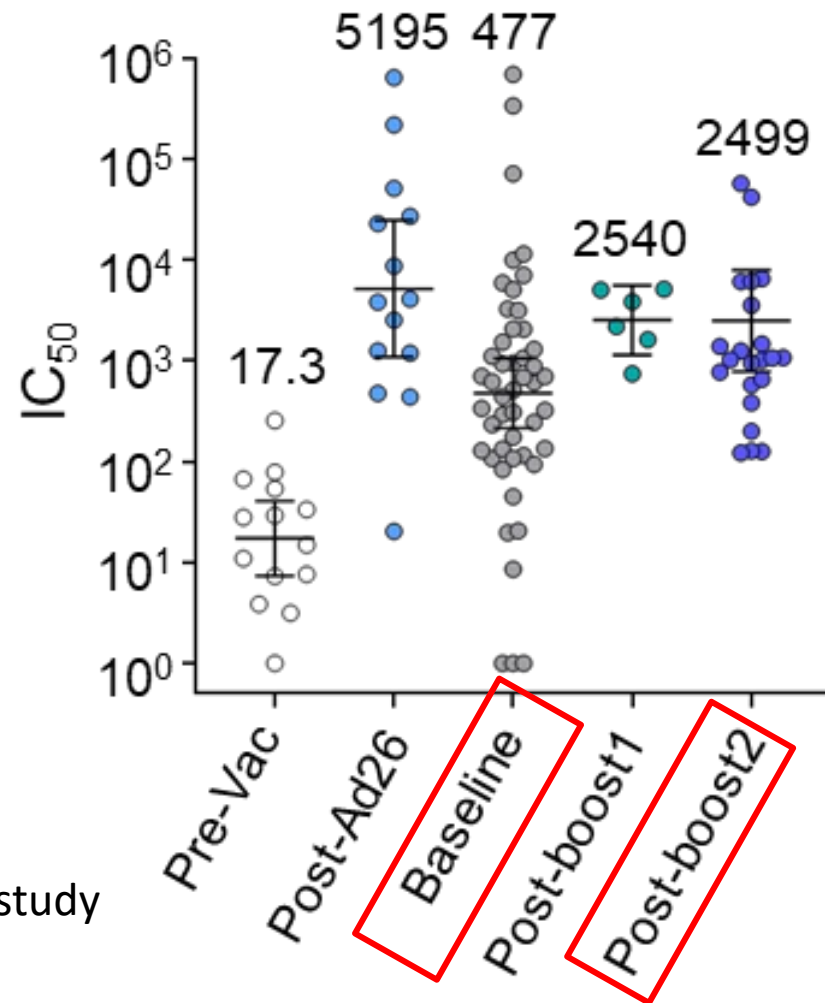 5195 477
10⁶
2499
10⁵
2540
10⁴
17.3
10³
IC₅₀
10²
10¹
10⁰
Pre-Vac
Post-Ad26
Baseline
Post-boost1
Post-boost2
study